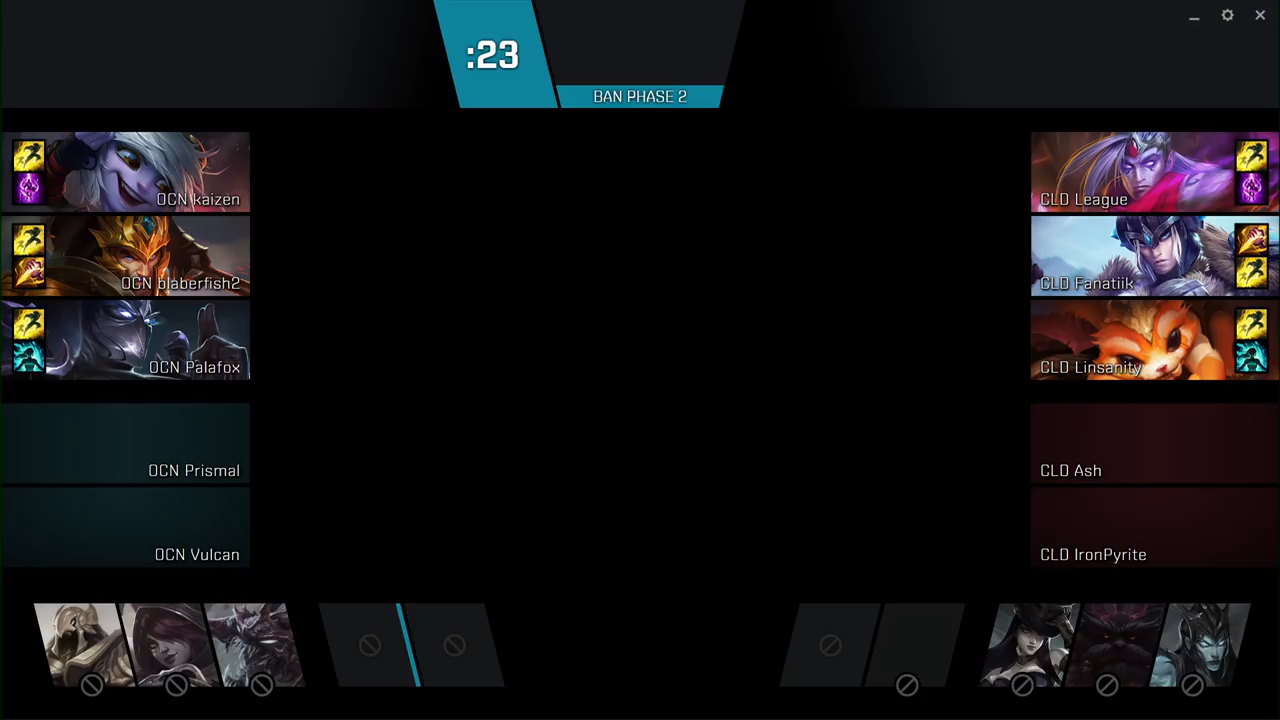 :23
BAN PHASE 2
OCN kaizen
OCN blaberfish2
OCN Palafox
OCN Prismal
OCN Vulcan
CLD League
CLD Fanatiik
CLD Linsanity
CLD Ash
CLD IronPyrite